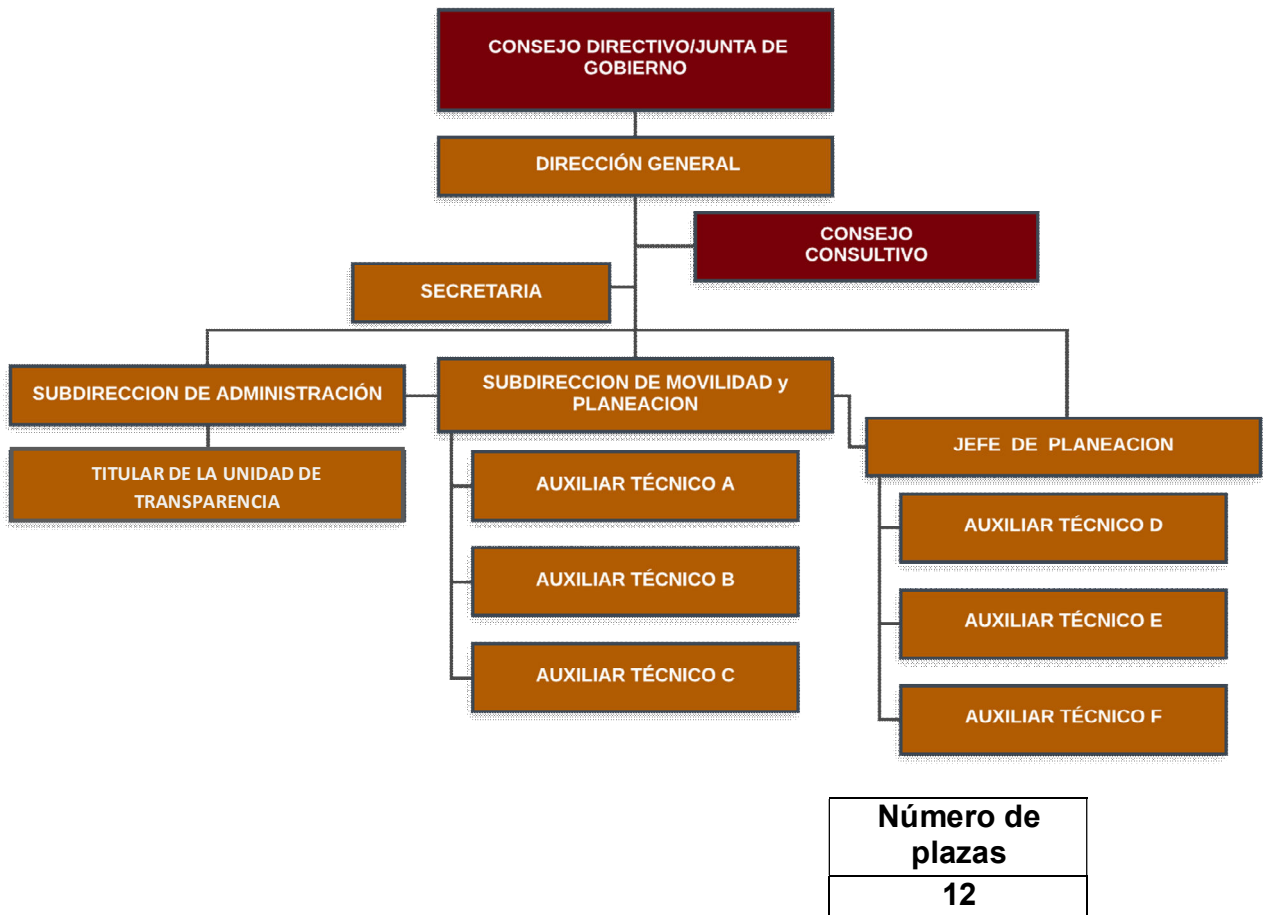 CONSEJO DIRECTIVO/JUNTA DE
GOBIERNO
DIRECCIÓN GENERAL
CONSEJO
CONSULTIVO
SECRETARIA
SUBDIRECCION DE ADMINISTRACIÓN
SUBDIRECCION DE MOVILIDAD y
PLANEACION
JEFE DE PLANEACION
TITULAR DE LA UNIDAD DE
TRANSPARENCIA
AUXILIAR TÉCNICO A
AUXILIAR TÉCNICO B
AUXILIAR TÉCNICO C
AUXILIAR TÉCNICO D
AUXILIAR TÉCNICO E
AUXILIAR TÉCNICO F
Número de
plazas
12